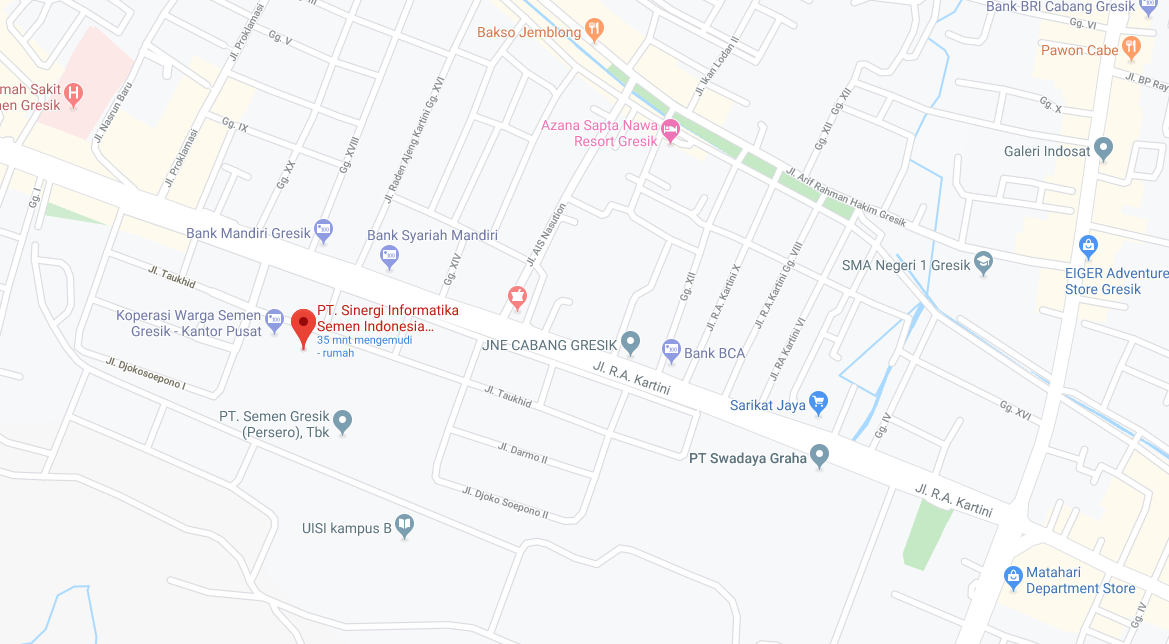 Bank BRI Cabang Gresik
Gg. VI
Bakso Jemblong
Pawon Cabe
Jl. Proklamasi
Gg. V
Jl. Ikan Lodan II
Jl. BP Ray
mah Sakit
en Gresik
Jl. Nasrun Baru
Gg. IX
Jl. Proklamasi
Gg. XX
Gg. XVIII
Jl. Raden Ajeng Kartini Gg. XVI
Azana Sapta Nawa
Resort Gresik
Gg. XII
Gg. XII
Gg. X
Galeri Indosat
Jl. Arif Rahman Hakim Gresik
Gg. I
Bank Mandiri Gresik
Bank Syariah Mandiri
Jl. AIS Nasution
Gg. XIV
Jl. Taukhid
Gg. XII
Jl. R.A. Kartini X
Jl. R.A.Kartini Gg. VIII
Jl. RA Kartini VI
SMA Negeri 1 Gresik
EIGER Adventure
Store Gresik
Koperasi Warga Semen
Gresik - Kantor Pusat
PT. Sinergi Informatika
Semen Indonesia...
35 mnt mengemudi
- rumah
JNE CABANG GRESIK
Bank BCA
Jl. Djokosoepono I
Jl. R.A. Kartini
Jl. Taukhid
Sarikat Jaya
Gg. IV
Gg. XVI
PT. Semen Gresik
(Persero), Tbk
Jl. Darmo II
PT Swadaya Graha
Jl. Djoko Soepono II
Jl. R.A. Kartini
UISI kampus B
Matahari
Department Store
Gg. IV